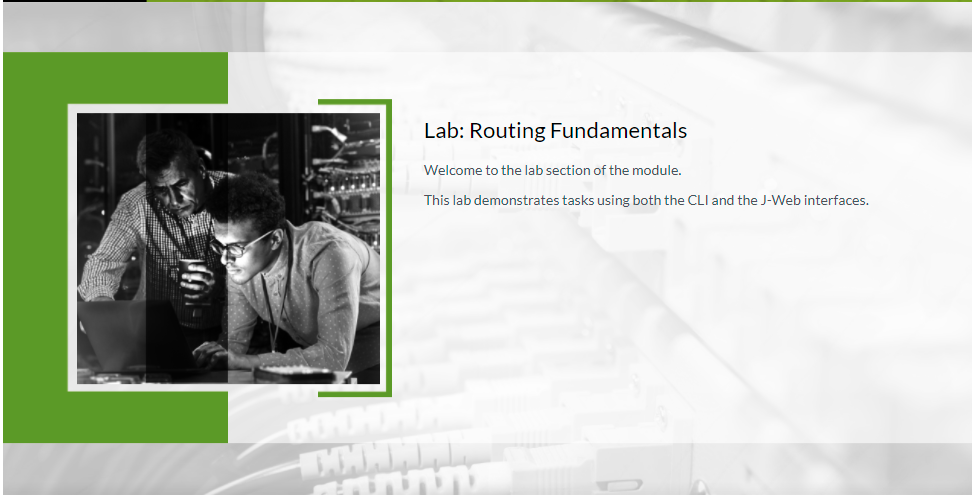 Lab: Routing Fundamentals
Welcome to the lab section of the module.
This lab demonstrates tasks using both the CLI and the J-Web interfaces.